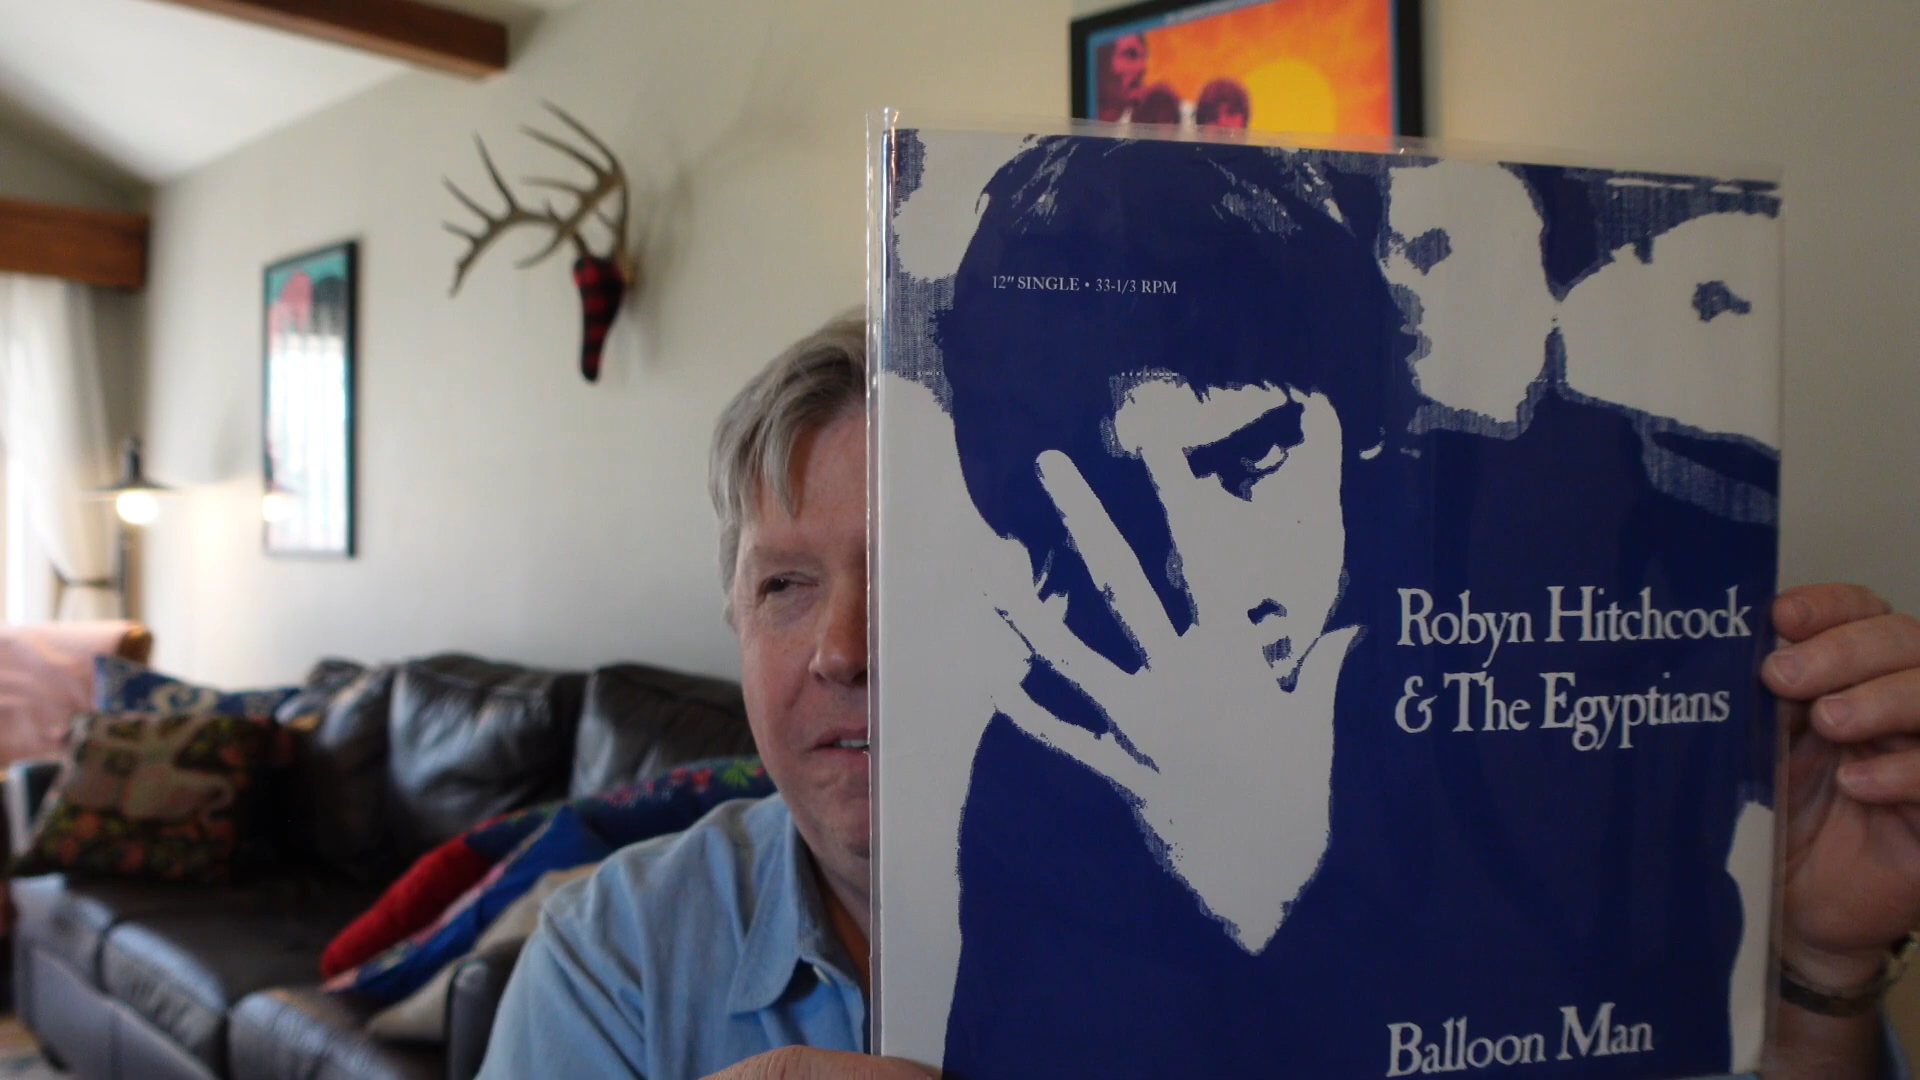 12" SINGLE • 33-1/3 RPM
Robyn Hitchcock
& The Egyptians
Balloon Man